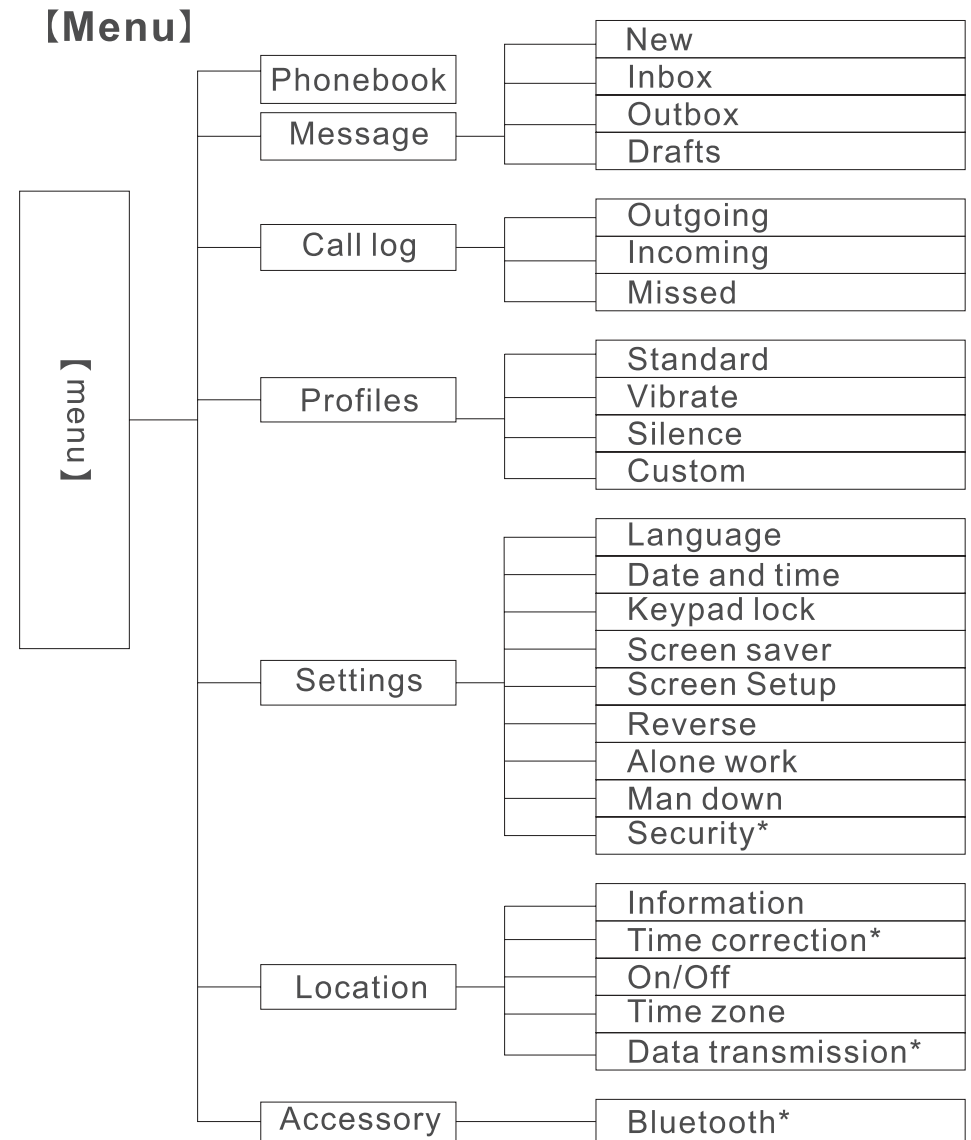 【Menu】
【menu】
Phonebook
Message
New
Inbox
Outbox
Drafts
Call log
Outgoing
Incoming
Missed
Profiles
Standard
Vibrate
Silence
Custom
Settings
Language
Date and time
Keypad lock
Screen saver
Screen Setup
Reverse
Alone work
Man down
Security*
Location
Information
Time correction*
On/Off
Time zone
Data transmission*
Accessory
Bluetooth*